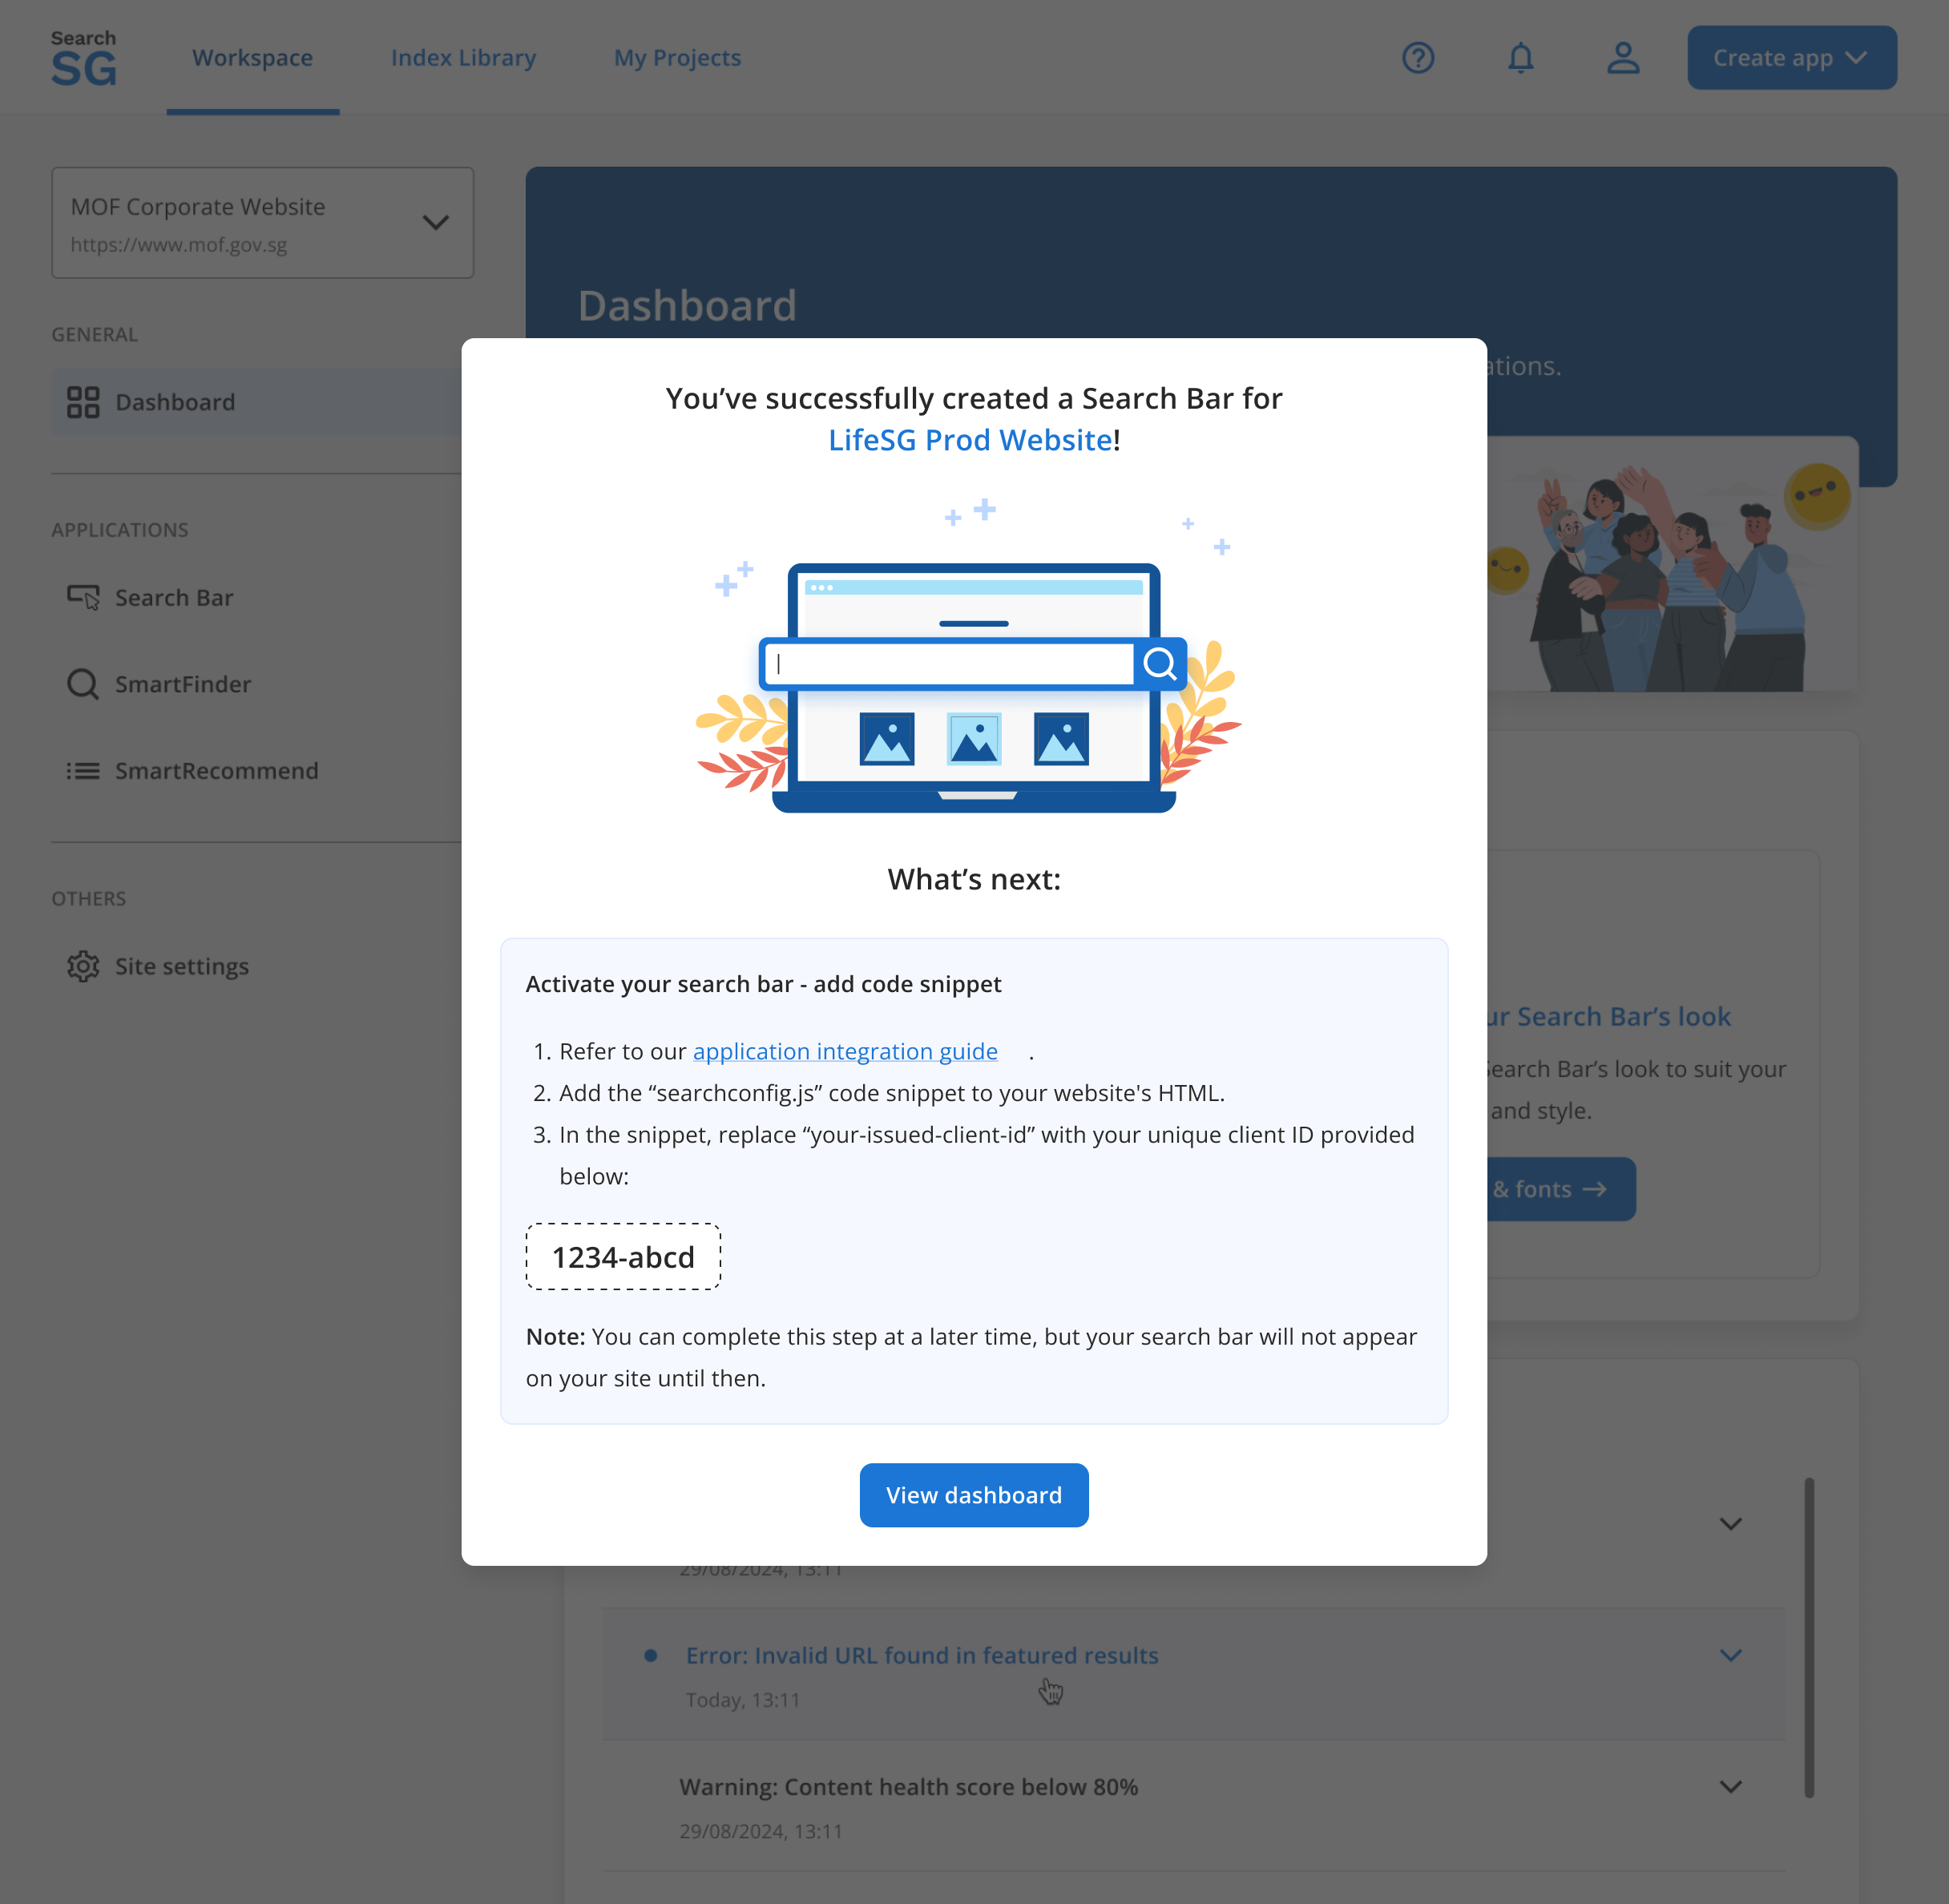 Search
SG
Workspace
Index Library
My Projects
Create app
MOF Corporate Website
https://www.mof.gov.sg
GENERAL
Dashboard
APPLICATIONS
Search Bar
SmartFinder
SmartRecommend
OTHERS
Site settings
Dashboard
ations.
You’ve successfully created a Search Bar for
LifeSG Prod Website!
What’s next:
Activate your search bar - add code snippet
1. Refer to our application integration guide .
2. Add the “searchconfig.js” code snippet to your website's HTML.
3. In the snippet, replace “your-issued-client-id” with your unique client ID provided
below:
1234-abcd
Note: You can complete this step at a later time, but your search bar will not appear
on your site until then.
View dashboard
ur Search Bar’s look
Search Bar’s look to suit your
and style.
& fonts
29/08/2024, 13:11
Error: Invalid URL found in featured results
Today, 13:11
Warning: Content health score below 80%
29/08/2024, 13:11